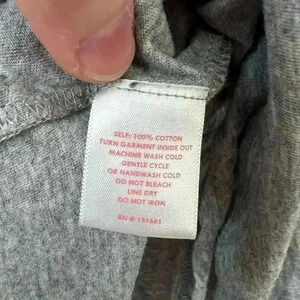 SELF: 100% COTTON
TURN GARMENT INSIDE OUT
MACHINE WASH COLD
GENTLE CYCLE
OR HANDWASH COLD
DO NOT BLEACH
LINE DRY
DO NOT IRON